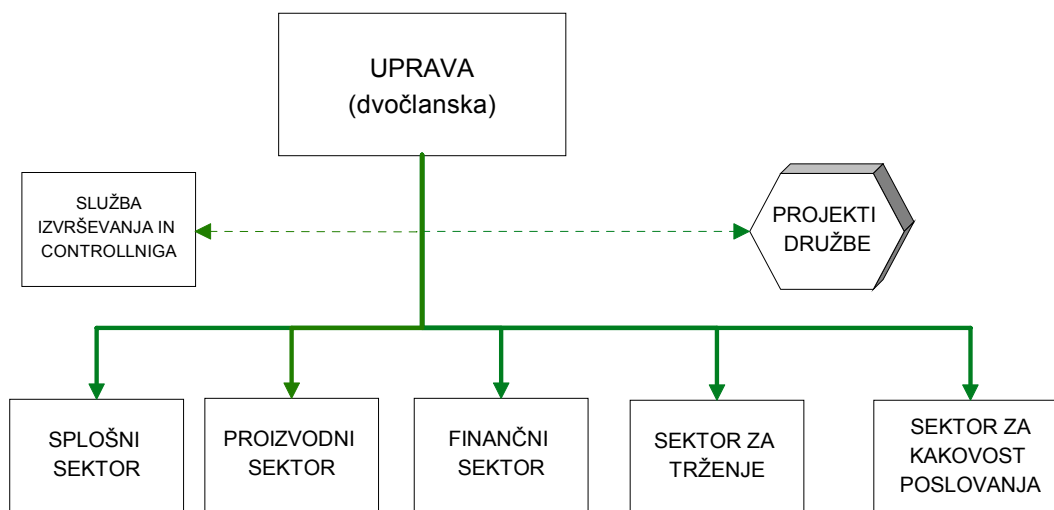 UPRAVA
(dvočlanska)
SLUŽBA
IZVRŠEVANJA IN
CONTROLLNIGA
PROJEKTI
DRUŽBE
SPLOŠNI
SEKTOR
PROIZVODNI
SEKTOR
FINANČNI
SEKTOR
SEKTOR ZA
TRŽENJE
SEKTOR ZA
KAKOVOST
POSLOVANJA